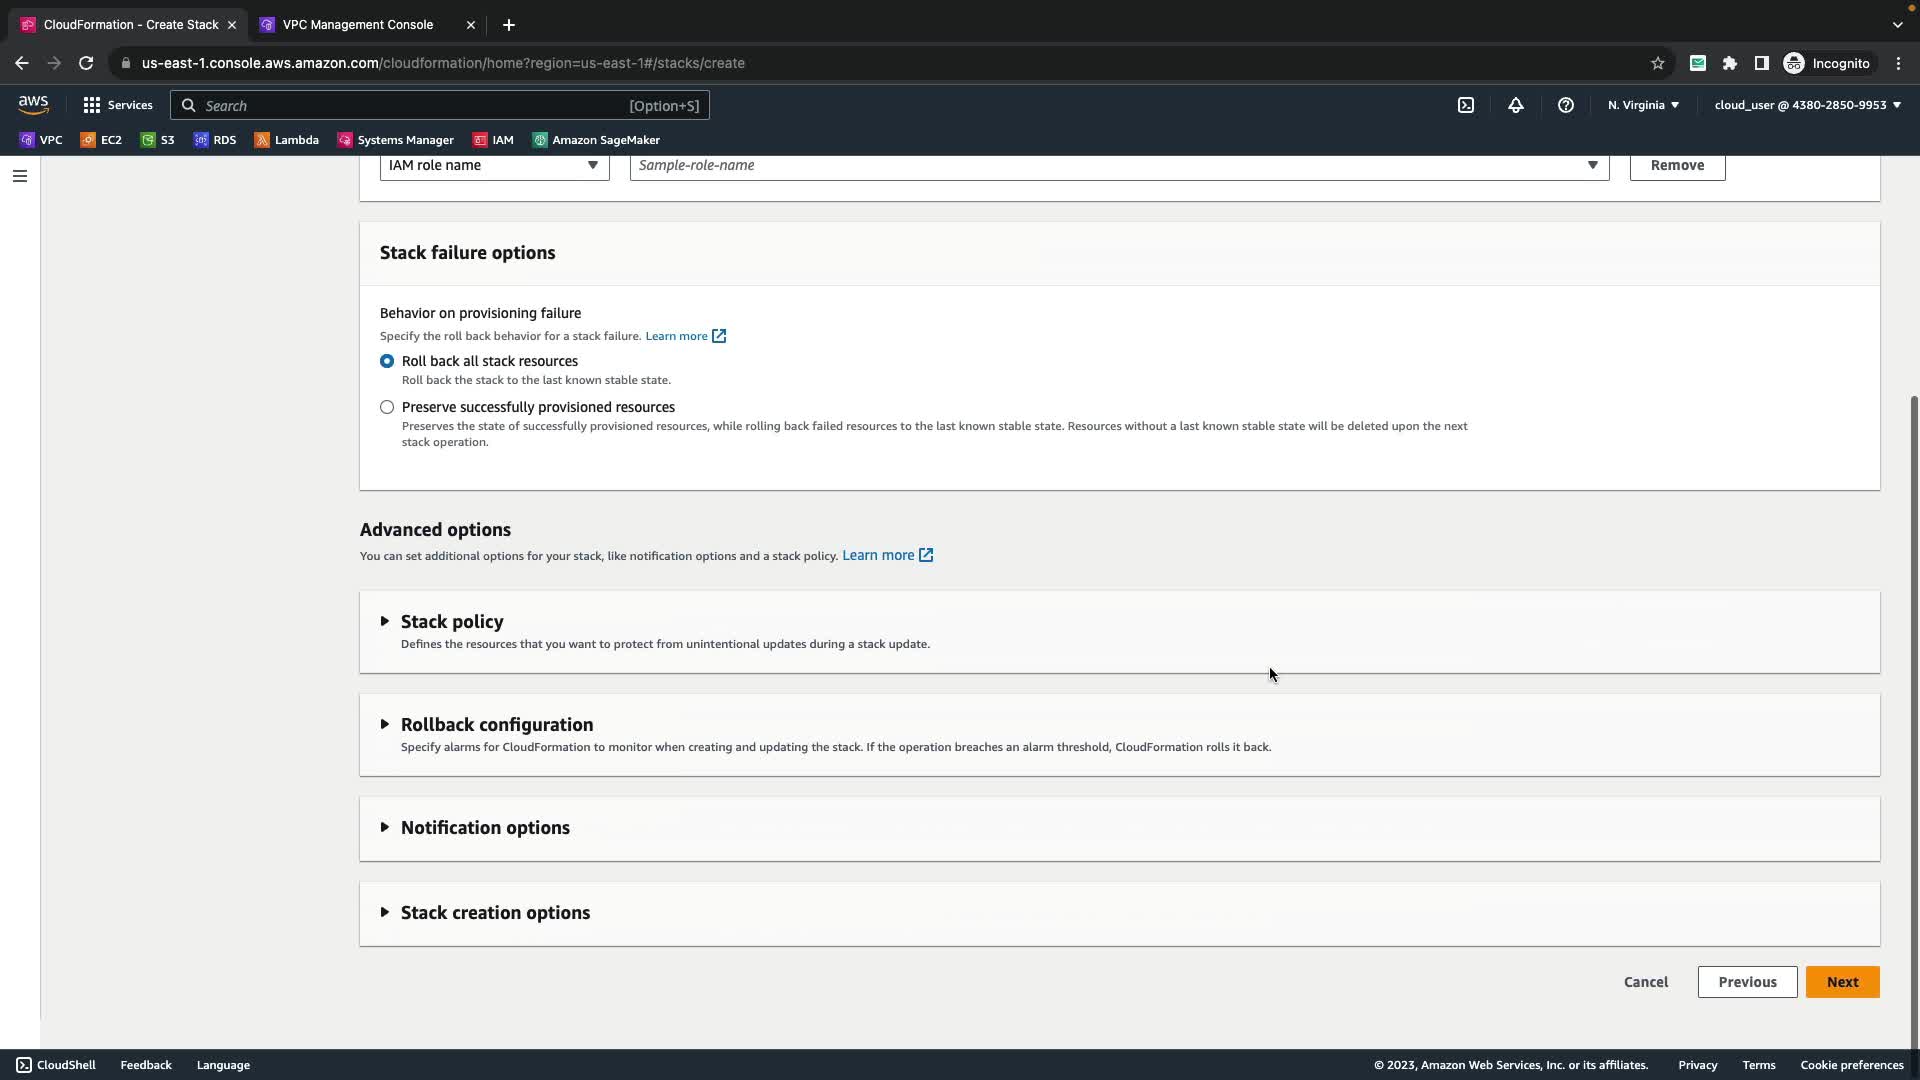 CloudFormation - Create Stack
VPC Management Console
us-east-1.console.aws.amazon.com/cloudformation/home?region=us-east-1#/stacks/create
Incognito
aws
Services
Search
[Option+S]
N. Virginia
cloud_user @ 4380-2850-9953
VPC
EC2
S3
RDS
Lambda
Systems Manager
IAM
Amazon SageMaker
IAM role name
Sample-role-name
Remove
Stack failure options
Behavior on provisioning failure
Specify the roll back behavior for a stack failure. Learn more
Roll back all stack resources
Roll back the stack to the last known stable state.
Preserve successfully provisioned resources
Preserves the state of successfully provisioned resources, while rolling back failed resources to the last known stable state. Resources without a last known stable state will be deleted upon the next
stack operation.
Advanced options
You can set additional options for your stack, like notification options and a stack policy. Learn more
Stack policy
Defines the resources that you want to protect from unintentional updates during a stack update.
Rollback configuration
Specify alarms for CloudFormation to monitor when creating and updating the stack. If the operation breaches an alarm threshold, CloudFormation rolls it back.
Notification options
Stack creation options
Cancel
Previous
Next
CloudShell
Feedback
Language
© 2023, Amazon Web Services, Inc. or its affiliates.
Privacy
Terms
Cookie preferences